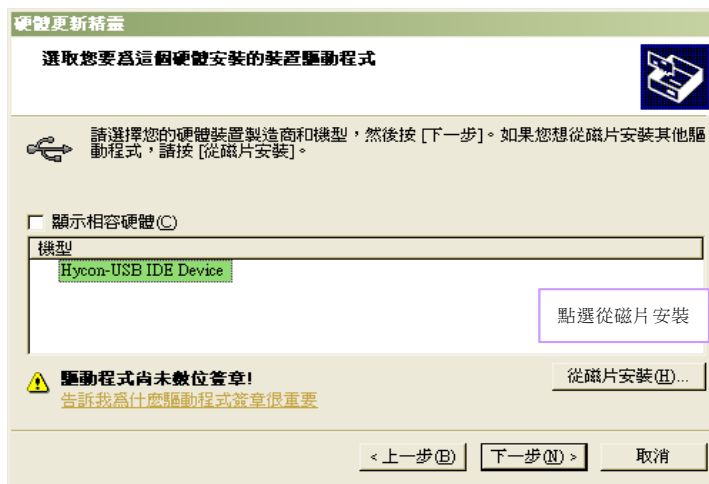 硬體更新精靈
選取您要為這個硬體安裝的裝置驅動程式
請選擇您的硬體裝置製造商和機型，然後按 [下一步]。如果您想從磁片安裝其他驅
動程式，請按 [從磁片安裝]。
顯示相容硬體(C)
機型
Hycon-USB IDE Device
點選從磁片安裝
驅動程式尚未數位簽章!
告訴我為什麼驅動程式簽章很重要
從磁片安裝(H)...
< 上一步(B)
下一步(N) >
取消